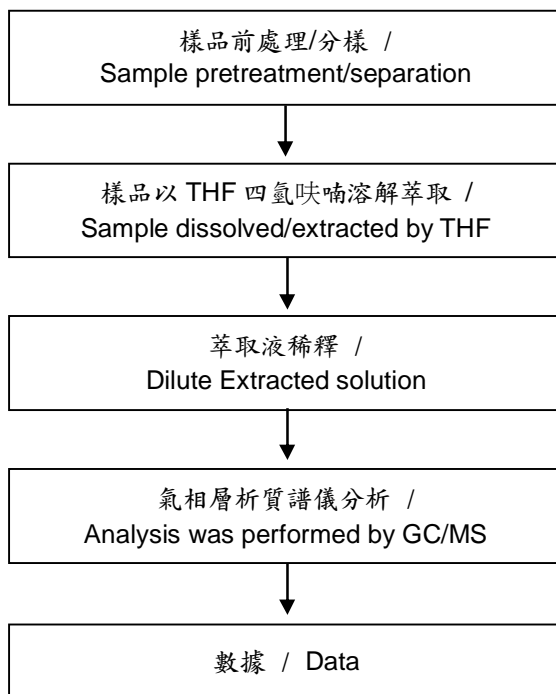 樣品前處理/分樣 /
Sample pretreatment/separation
樣品以 THF 四氫呋喃溶解萃取 /
Sample dissolved/extracted by THF
萃取液稀釋 /
Dilute Extracted solution
氣相層析質譜儀分析 /
Analysis was performed by GC/MS
數據 / Data